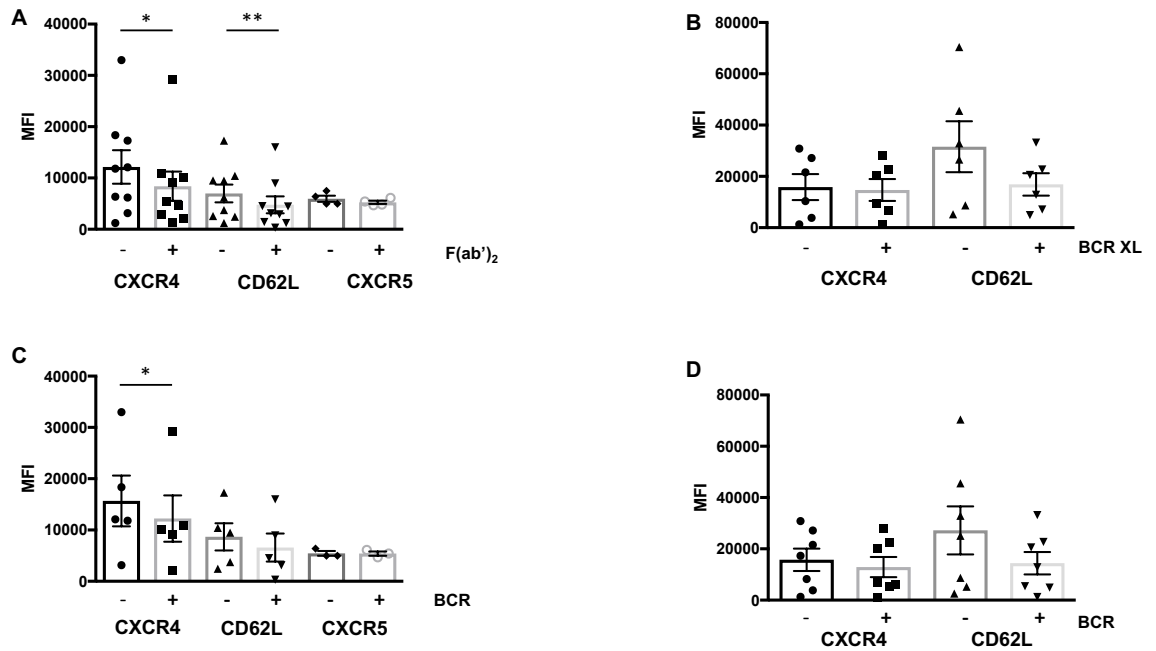 A
MFI
40000
30000
20000
10000
0
*
**
- + - + - +
F(ab’)₂
CXCR4 CD62L CXCR5
B
MFI
80000
60000
40000
20000
0
- + - +
BCR XL
CXCR4 CD62L
C
MFI
40000
30000
20000
10000
0
*
- + - + - +
BCR
CXCR4 CD62L CXCR5
D
MFI
80000
60000
40000
20000
0
- + - +
BCR
CXCR4 CD62L